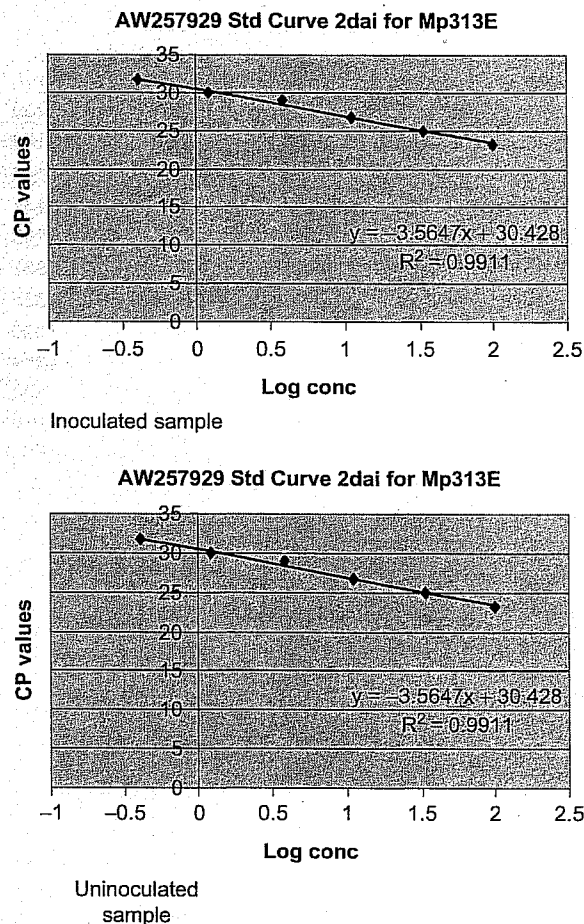 AW257929 Std Curve 2dai for Mp313E
35
30
25
20
15
10
5
0
CP values
y = −3.5647x + 30.428
R² = 0.9911
−1 −0.5 0 0.5 1 1.5 2 2.5
Log conc
Inoculated sample
AW257929 Std Curve 2dai for Mp313E
35
30
25
20
15
10
5
0
CP values
y = −3.5647x + 30.428
R² = 0.9911
−1 −0.5 0 0.5 1 1.5 2 2.5
Log conc
Uninoculated
sample